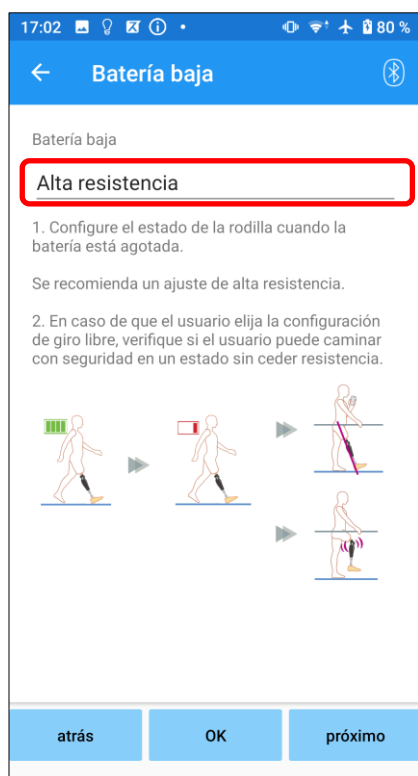 17:02 80 %
Batería baja
Batería baja
Alta resistencia
1. Configure el estado de la rodilla cuando la
batería está agotada.
Se recomienda un ajuste de alta resistencia.
2. En caso de que el usuario elija la configuración
de giro libre, verifique si el usuario puede caminar
con seguridad en un estado sin ceder resistencia.
atrás OK próximo